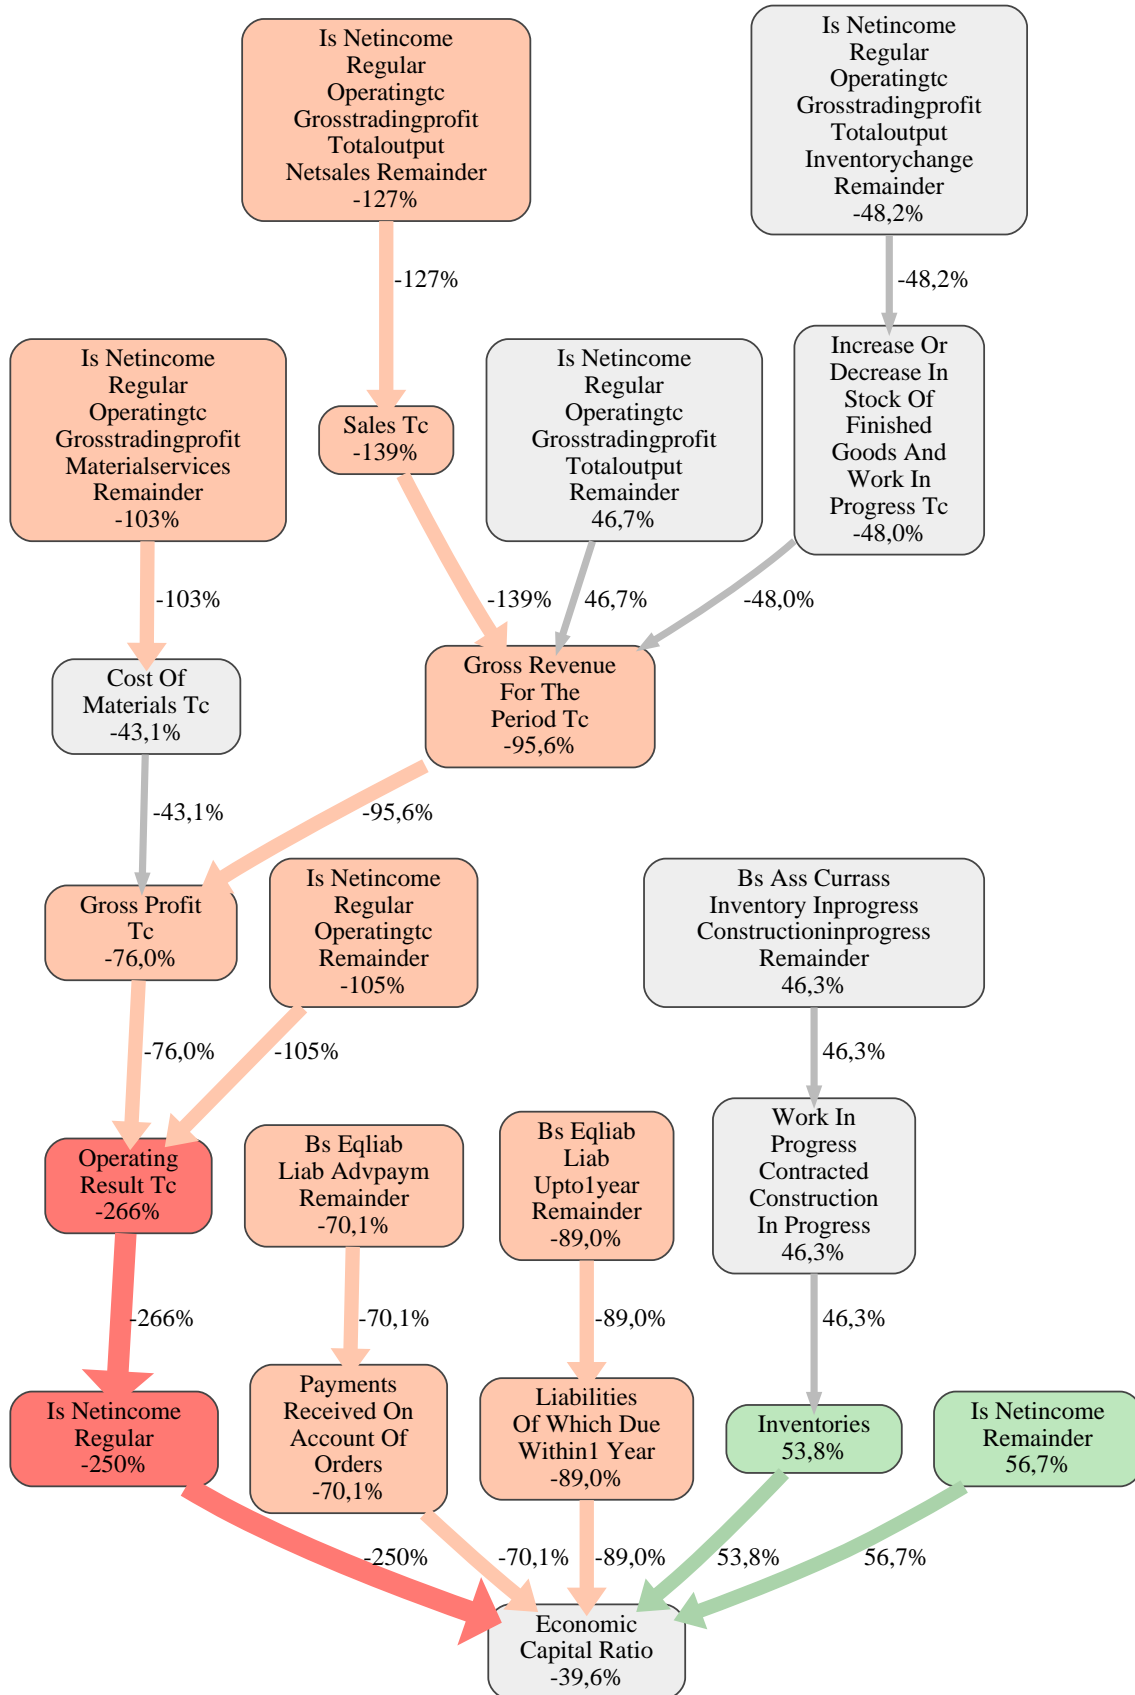 Is Netincome
Regular
Operatingtc
Grosstradingprofit
Totaloutput
Netsales Remainder
-127%
Is Netincome
Regular
Operatingtc
Grosstradingprofit
Totaloutput
Inventorychange
Remainder
-48,2%
-127%
-48,2%
Is Netincome
Regular
Operatingtc
Grosstradingprofit
Materialservices
Remainder
-103%
Sales Tc
-139%
Is Netincome
Regular
Operatingtc
Grosstradingprofit
Totaloutput
Remainder
46,7%
Increase Or
Decrease In
Stock Of
Finished
Goods And
Work In
Progress Tc
-48,0%
-103%
-139%
46,7%
-48,0%
Cost Of
Materials Tc
-43,1%
Gross Revenue
For The
Period Tc
-95,6%
-43,1%
-95,6%
Gross Profit
Tc
-76,0%
Is Netincome
Regular
Operatingtc
Remainder
-105%
Bs Ass Currass
Inventory Inprogress
Constructioninprogress
Remainder
46,3%
-76,0%
-105%
46,3%
Operating
Result Tc
-266%
Bs Eqliab
Liab Advpaym
Remainder
-70,1%
Bs Eqliab
Liab
Upto1year
Remainder
-89,0%
Work In
Progress
Contracted
Construction
In Progress
46,3%
-266%
-70,1%
-89,0%
46,3%
Is Netincome
Regular
-250%
Payments
Received On
Account Of
Orders
-70,1%
Liabilities
Of Which Due
Within1 Year
-89,0%
Inventories
53,8%
Is Netincome
Remainder
56,7%
-250%
-70,1%
-89,0%
53,8%
56,7%
Economic
Capital Ratio
-39,6%